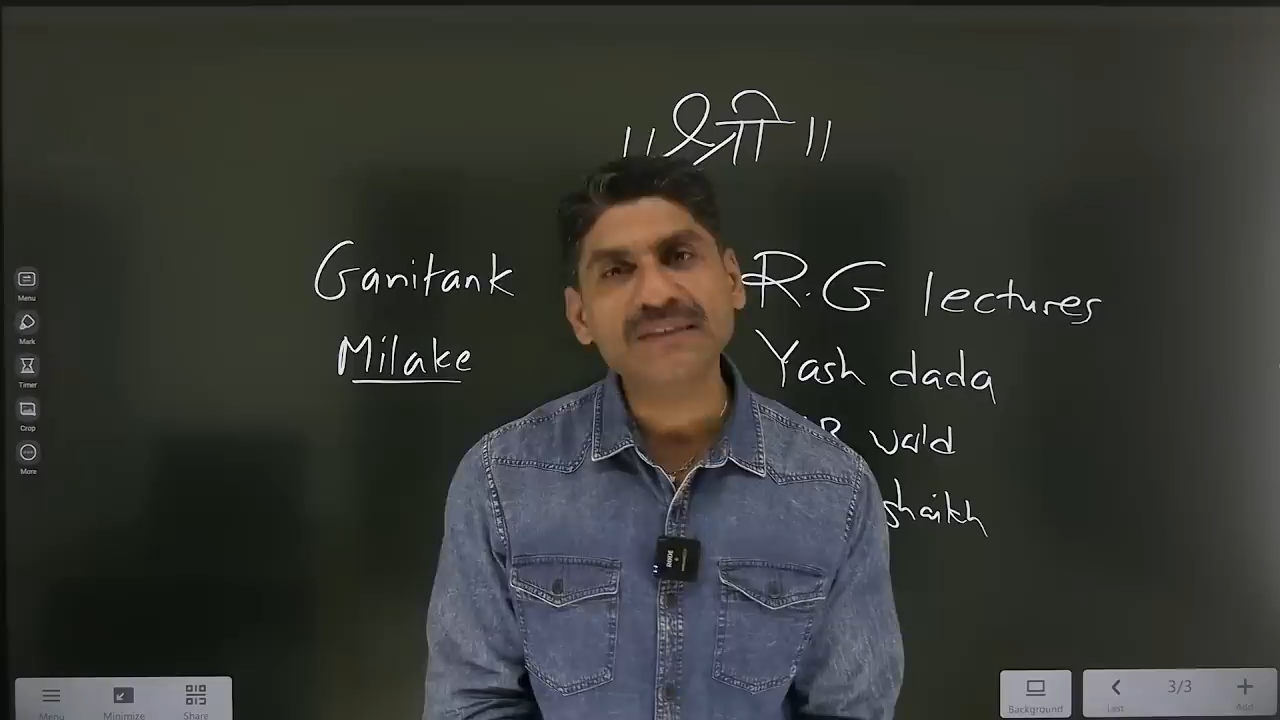 ॥ श्री ॥
Ganitank
Milake
R.G lectures
Yash dada
shaikh
Menu
Mark
Timer
Crop
More
Menu
Minimize
Share
Background
Last
3/3
Add
RØDE